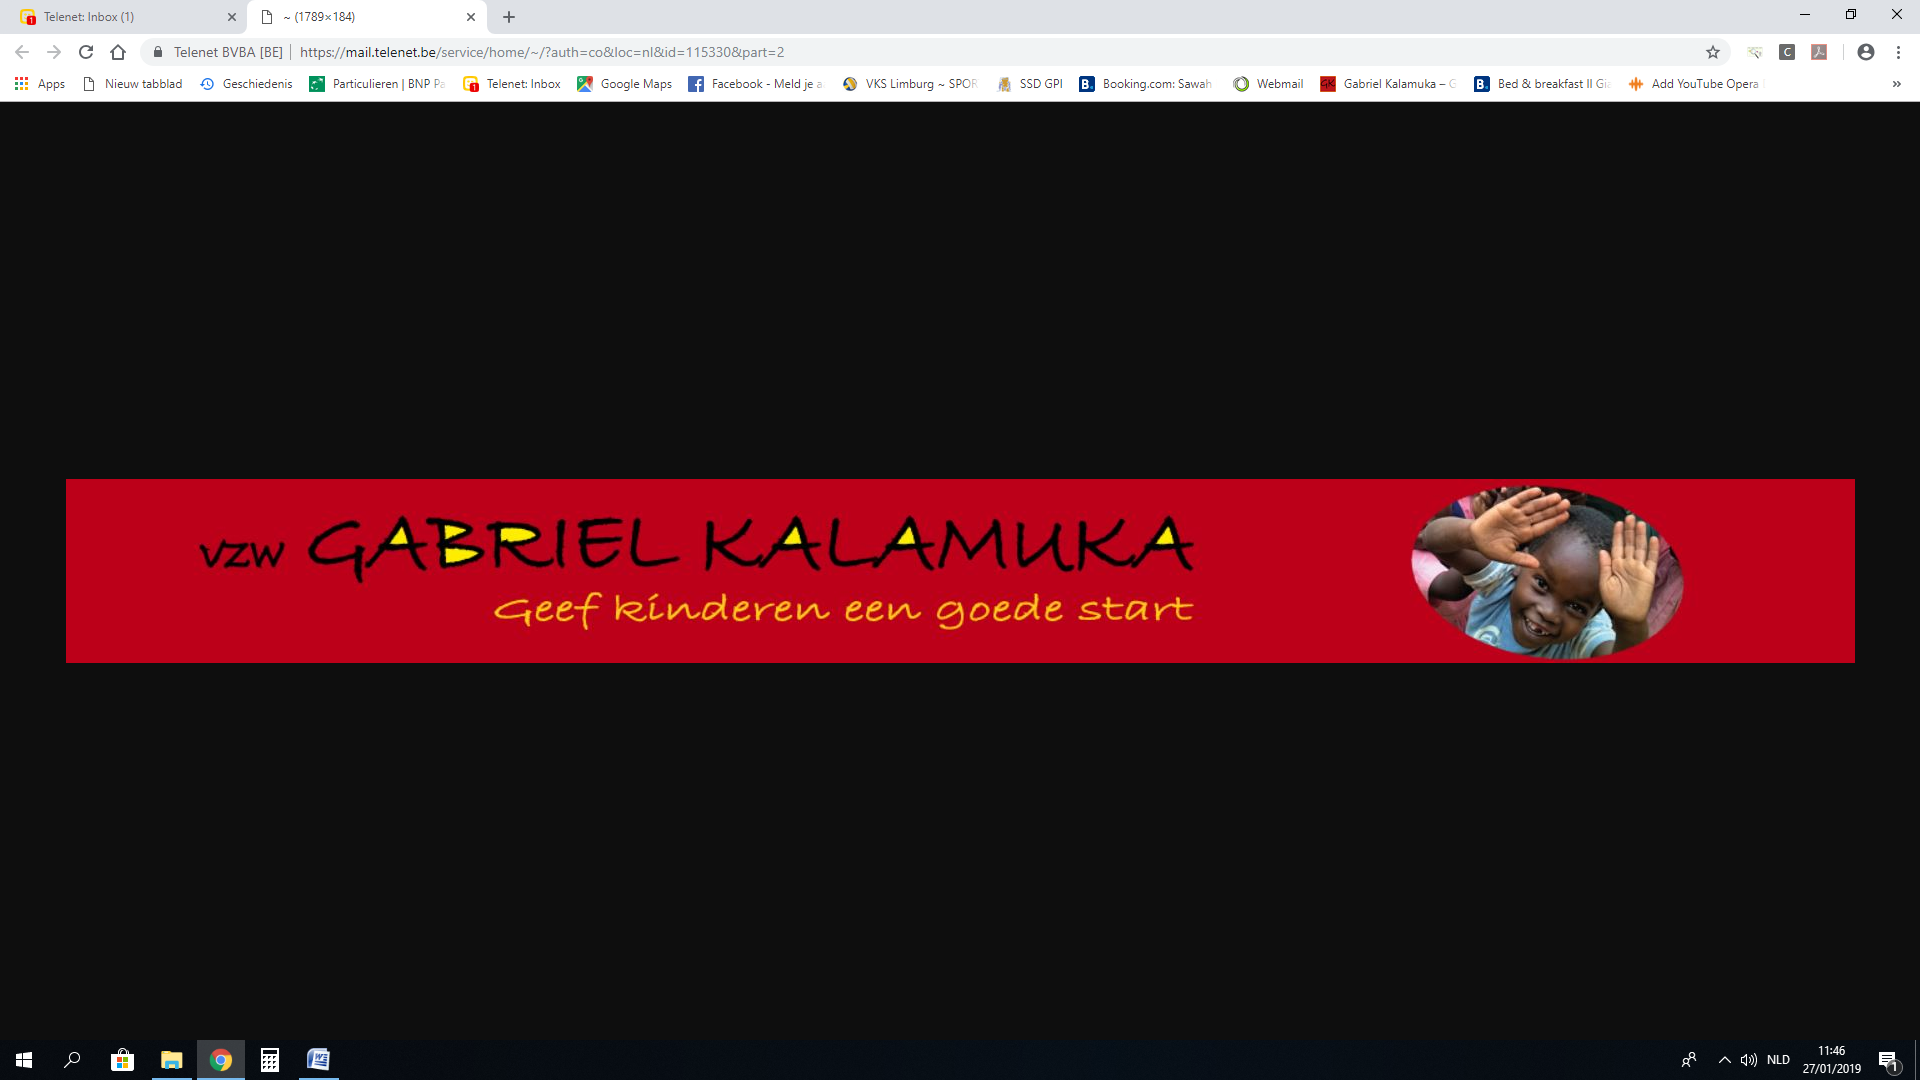 Telenet: Inbox (1)
~ (1789×184)
Telenet BVBA [BE]
https://mail.telenet.be/service/home/~/?auth=co&loc=nl&id=115330&part=2
Apps
Nieuw tabblad
Geschiedenis
Particulieren | BNP Pa
Telenet: Inbox
Google Maps
Facebook - Meld je a
VKS Limburg ~ SPOR
SSD GPI
Booking.com: Sawah
Webmail
Gabriel Kalamuka – G
Bed & breakfast Il Gia
Add YouTube Opera
»
vzw GABRIEL KALAMUKA
Geef kinderen een goede start
NLD
11:46
27/01/2019
1